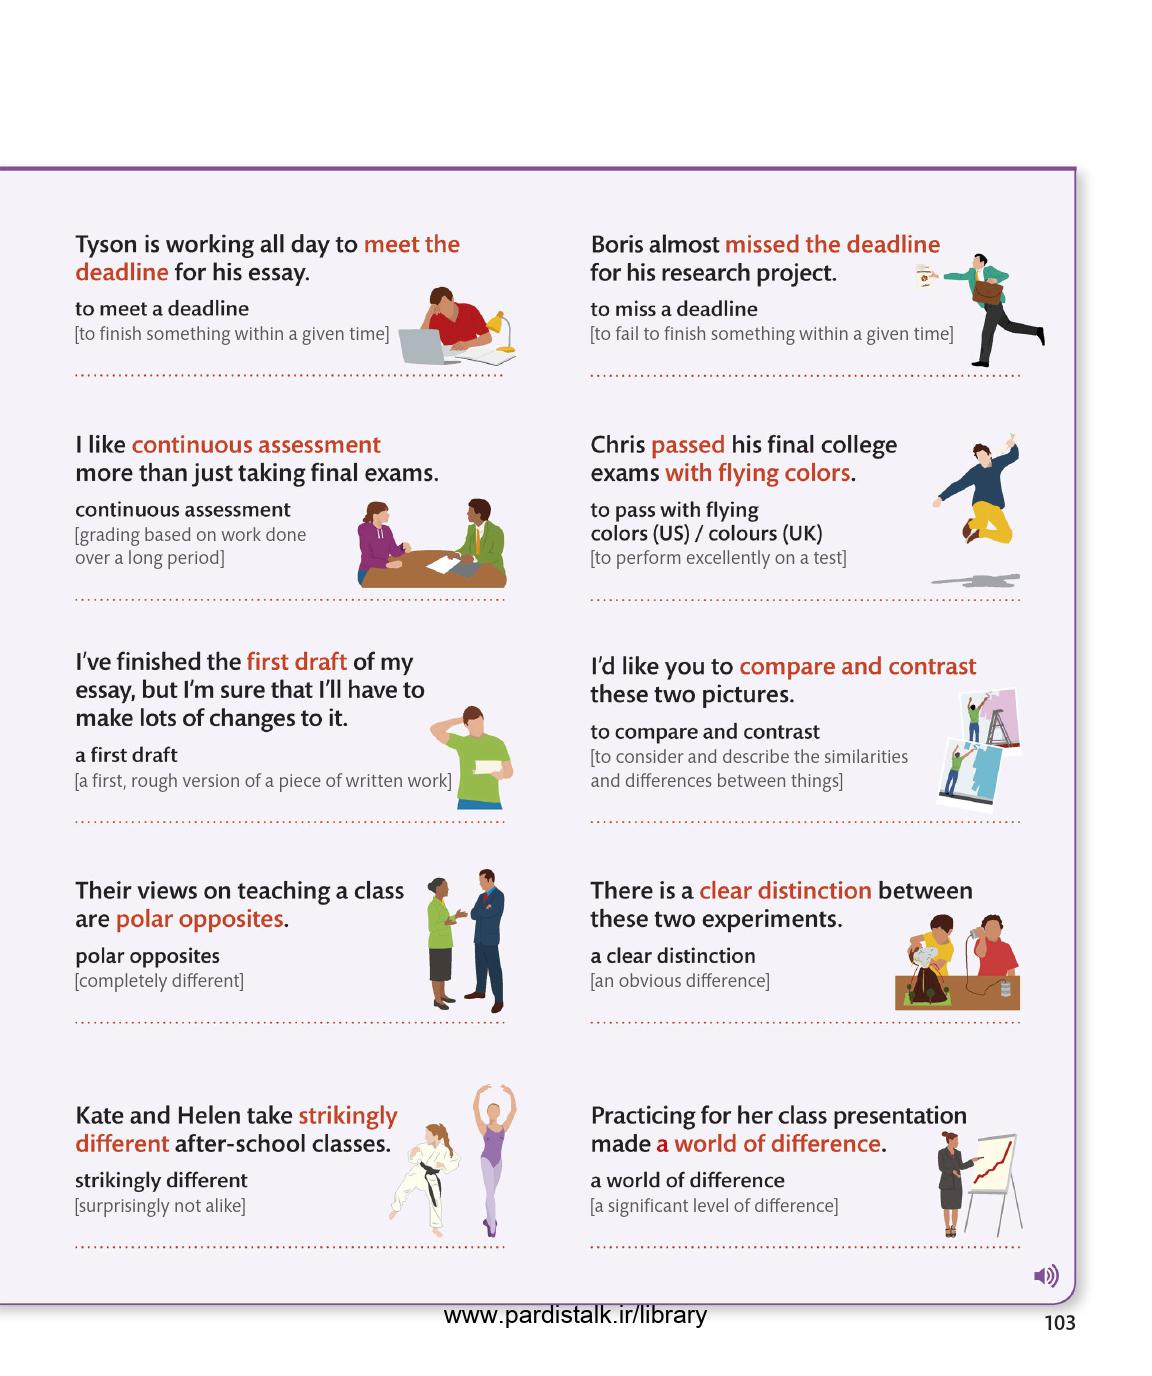 Tyson is working all day to meet the
deadline for his essay.
to meet a deadline
[to finish something within a given time]
Boris almost missed the deadline
for his research project.
to miss a deadline
[to fail to finish something within a given time]
I like continuous assessment
more than just taking final exams.
continuous assessment
[grading based on work done
over a long period]
Chris passed his final college
exams with flying colors.
to pass with flying
colors (US) / colours (UK)
[to perform excellently on a test]
I've finished the first draft of my
essay, but I'm sure that I'll have to
make lots of changes to it.
a first draft
[a first, rough version of a piece of written work]
I'd like you to compare and contrast
these two pictures.
to compare and contrast
[to consider and describe the similarities
and differences between things]
Their views on teaching a class
are polar opposites.
polar opposites
[completely different]
There is a clear distinction between
these two experiments.
a clear distinction
[an obvious difference]
Kate and Helen take strikingly
different after-school classes.
strikingly different
[surprisingly not alike]
Practicing for her class presentation
made a world of difference.
a world of difference
[a significant level of difference]
www.pardistalk.ir/library
103